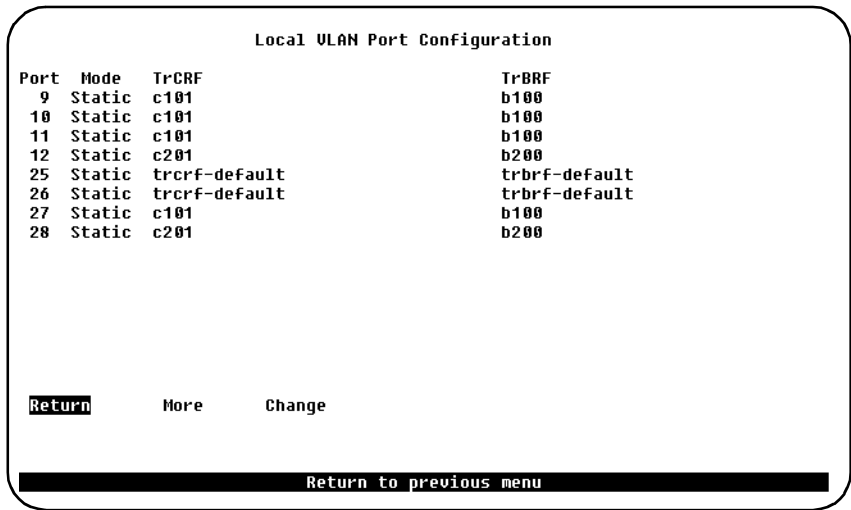 Local VLAN Port Configuration
Port Mode TrCRF TrBRF
9 Static c101 b100
10 Static c101 b100
11 Static c101 b100
12 Static c201 b200
25 Static trcrf-default trbrf-default
26 Static trcrf-default trbrf-default
27 Static c101 b100
28 Static c201 b200
Return More Change
Return to previous menu